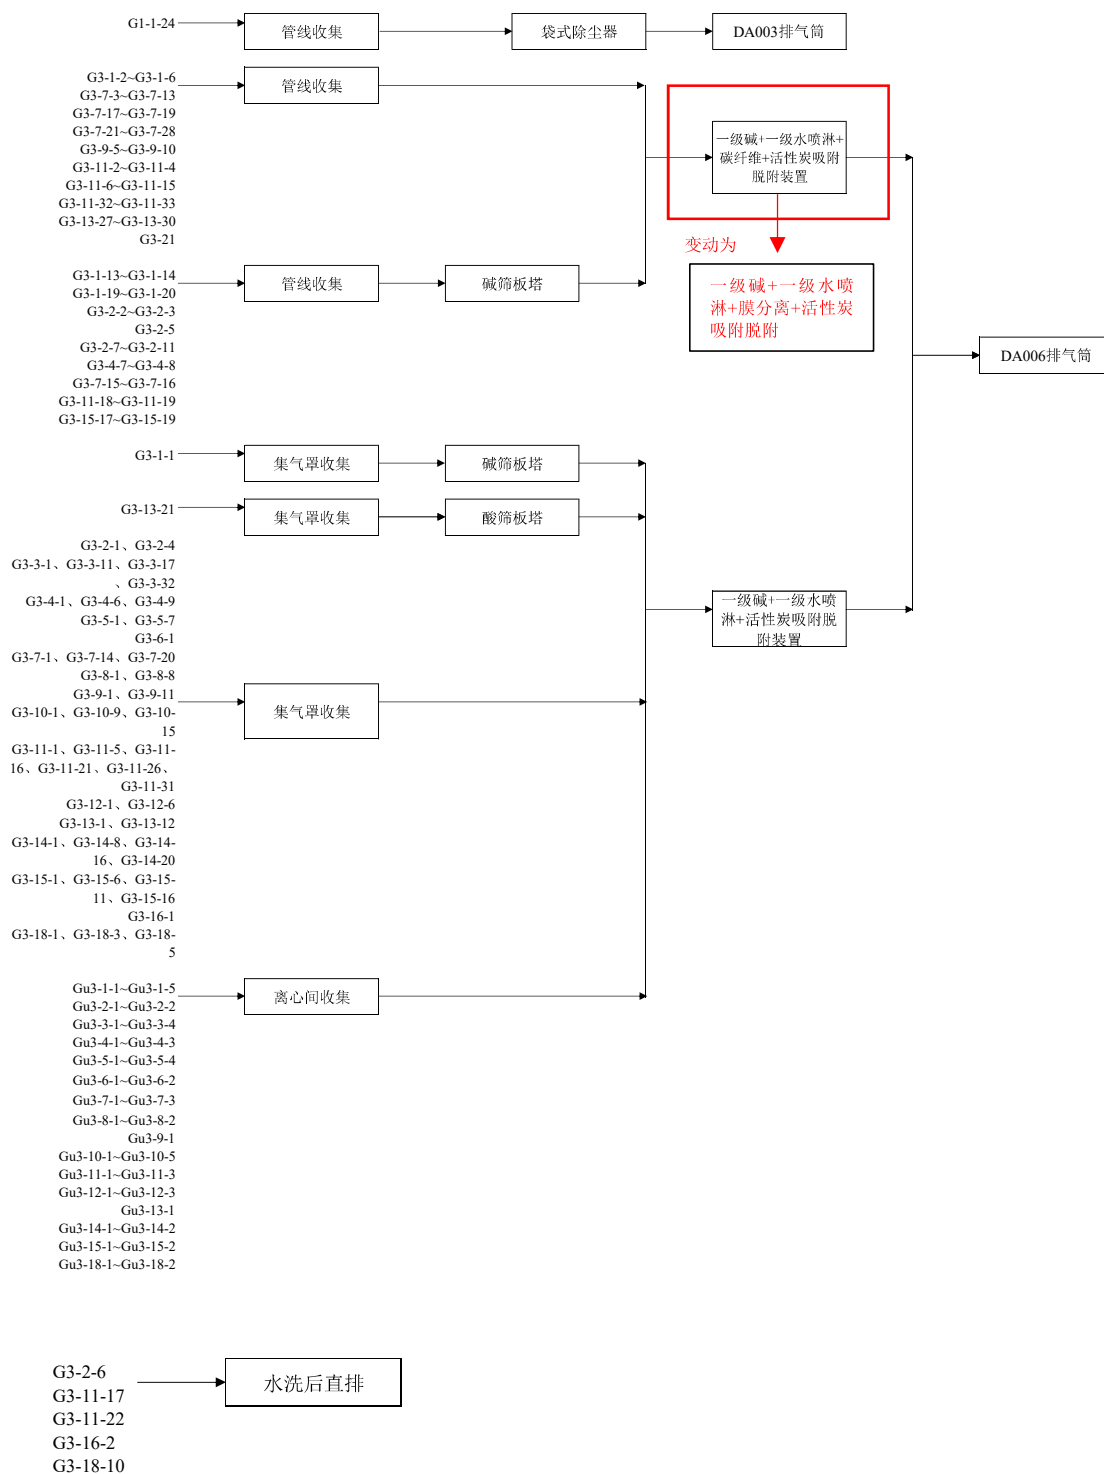 G1-1-24
管线收集
袋式除尘器
DA003排气筒
G3-1-2~G3-1-6
G3-7-3~G3-7-13
G3-7-17~G3-7-19
G3-7-21~G3-7-28
G3-9-5~G3-9-10
G3-11-2~G3-11-4
G3-11-6~G3-11-15
G3-11-32~G3-11-33
G3-13-27~G3-13-30
G3-21
管线收集
一级碱+一级水喷淋+
碳纤维+活性炭吸附
脱附装置
变动为
一级碱+一级水喷
淋+膜分离+活性炭
吸附脱附
G3-1-13~G3-1-14
G3-1-19~G3-1-20
G3-2-2~G3-2-3
G3-2-5
G3-2-7~G3-2-11
G3-4-7~G3-4-8
G3-7-15~G3-7-16
G3-11-18~G3-11-19
G3-15-17~G3-15-19
管线收集
碱筛板塔
DA006排气筒
G3-1-1
集气罩收集
碱筛板塔
G3-13-21
集气罩收集
酸筛板塔
G3-2-1、G3-2-4
G3-3-1、G3-3-11、G3-3-17
、G3-3-32
G3-4-1、G3-4-6、G3-4-9
G3-5-1、G3-5-7
G3-6-1
G3-7-1、G3-7-14、G3-7-20
G3-8-1、G3-8-8
G3-9-1、G3-9-11
G3-10-1、G3-10-9、G3-10-
15
G3-11-1、G3-11-5、G3-11-
16、G3-11-21、G3-11-26、
G3-11-31
G3-12-1、G3-12-6
G3-13-1、G3-13-12
G3-14-1、G3-14-8、G3-14-
16、G3-14-20
G3-15-1、G3-15-6、G3-15-
11、G3-15-16
G3-16-1
G3-18-1、G3-18-3、G3-18-
5
集气罩收集
一级碱+一级水喷
淋+活性炭吸附脱
附装置
Gu3-1-1~Gu3-1-5
Gu3-2-1~Gu3-2-2
Gu3-3-1~Gu3-3-4
Gu3-4-1~Gu3-4-3
Gu3-5-1~Gu3-5-4
Gu3-6-1~Gu3-6-2
Gu3-7-1~Gu3-7-3
Gu3-8-1~Gu3-8-2
Gu3-9-1
Gu3-10-1~Gu3-10-5
Gu3-11-1~Gu3-11-3
Gu3-12-1~Gu3-12-3
Gu3-13-1
Gu3-14-1~Gu3-14-2
Gu3-15-1~Gu3-15-2
Gu3-18-1~Gu3-18-2
离心间收集
G3-2-6
G3-11-17
G3-11-22
G3-16-2
G3-18-10
水洗后直排